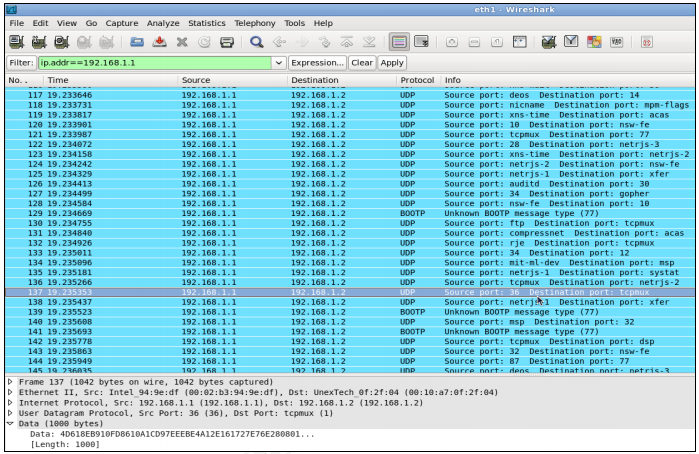 eth1 - Wireshark
File Edit View Go Capture Analyze Statistics Telephony Tools Help
Filter: ip.addr==192.168.1.1 Expression... Clear Apply
No. . Time Source Destination Protocol Info
117 19.233646 192.168.1.1 192.168.1.2 UDP Source port: deos Destination port: 14
118 19.233731 192.168.1.1 192.168.1.2 UDP Source port: nicname Destination port: mpm-flags
119 19.233817 192.168.1.1 192.168.1.2 UDP Source port: xns-time Destination port: acas
120 19.233901 192.168.1.1 192.168.1.2 UDP Source port: 10 Destination port: nsw-fe
121 19.233987 192.168.1.1 192.168.1.2 UDP Source port: tcpmux Destination port: 77
122 19.234072 192.168.1.1 192.168.1.2 UDP Source port: 28 Destination port: netrjs-3
123 19.234158 192.168.1.1 192.168.1.2 UDP Source port: xns-time Destination port: netrjs-2
124 19.234242 192.168.1.1 192.168.1.2 UDP Source port: netrjs-2 Destination port: nsw-fe
125 19.234329 192.168.1.1 192.168.1.2 UDP Source port: netrjs-1 Destination port: xfer
126 19.234413 192.168.1.1 192.168.1.2 UDP Source port: auditd Destination port: 30
127 19.234499 192.168.1.1 192.168.1.2 UDP Source port: 34 Destination port: gopher
128 19.234584 192.168.1.1 192.168.1.2 UDP Source port: nsw-fe Destination port: 10
129 19.234669 192.168.1.1 192.168.1.2 BOOTP Unknown BOOTP message type (77)
130 19.234755 192.168.1.1 192.168.1.2 UDP Source port: ftp Destination port: tcpmux
131 19.234840 192.168.1.1 192.168.1.2 UDP Source port: compressnet Destination port: acas
132 19.234926 192.168.1.1 192.168.1.2 UDP Source port: rje Destination port: tcpmux
133 19.235011 192.168.1.1 192.168.1.2 UDP Source port: 34 Destination port: 12
134 19.235096 192.168.1.1 192.168.1.2 UDP Source port: mit-ml-dev Destination port: msp
135 19.235181 192.168.1.1 192.168.1.2 UDP Source port: netrjs-1 Destination port: systat
136 19.235266 192.168.1.1 192.168.1.2 UDP Source port: tcpmux Destination port: netrjs-2
137 19.235353 192.168.1.1 192.168.1.2 UDP Source port: 36 Destination port: tcpmux
138 19.235437 192.168.1.1 192.168.1.2 UDP Source port: netrjs-1 Destination port: xfer
139 19.235523 192.168.1.1 192.168.1.2 BOOTP Unknown BOOTP message type (77)
140 19.235608 192.168.1.1 192.168.1.2 UDP Source port: msp Destination port: 32
141 19.235693 192.168.1.1 192.168.1.2 BOOTP Unknown BOOTP message type (77)
142 19.235778 192.168.1.1 192.168.1.2 UDP Source port: tcpmux Destination port: dsp
143 19.235863 192.168.1.1 192.168.1.2 UDP Source port: 32 Destination port: nsw-fe
144 19.235949 192.168.1.1 192.168.1.2 UDP Source port: 87 Destination port: 77
145 19.236035 192.168.1.1 192.168.1.2 UDP Source port: deos Destination port: netrjs-3
Frame 137 (1042 bytes on wire, 1042 bytes captured)
Ethernet II, Src: Intel_94:9e:df (00:02:b3:94:9e:df), Dst: UnexTech_0f:2f:04 (00:10:a7:0f:2f:04)
Internet Protocol, Src: 192.168.1.1 (192.168.1.1), Dst: 192.168.1.2 (192.168.1.2)
User Datagram Protocol, Src Port: 36 (36), Dst Port: tcpmux (1)
Data (1000 bytes)
Data: 4D618EB910FD8610A1CD97EEEBE4A12E161727E76E280801...
[Length: 1000]